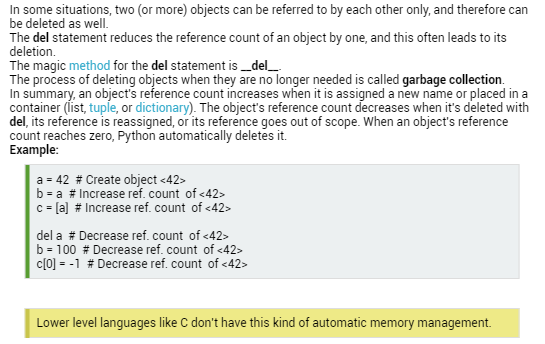 In some situations, two (or more) objects can be referred to by each other only, and therefore can
be deleted as well.
The del statement reduces the reference count of an object by one, and this often leads to its
deletion.
The magic method for the del statement is __del__.
The process of deleting objects when they are no longer needed is called garbage collection.
In summary, an object's reference count increases when it is assigned a new name or placed in a
container (list, tuple, or dictionary). The object's reference count decreases when it's deleted with
del, its reference is reassigned, or its reference goes out of scope. When an object's reference
count reaches zero, Python automatically deletes it.
Example:
a = 42 # Create object <42>
b = a # Increase ref. count of <42>
c = [a] # Increase ref. count of <42>
del a # Decrease ref. count of <42>
b = 100 # Decrease ref. count of <42>
c[0] = -1 # Decrease ref. count of <42>
Lower level languages like C don't have this kind of automatic memory management.